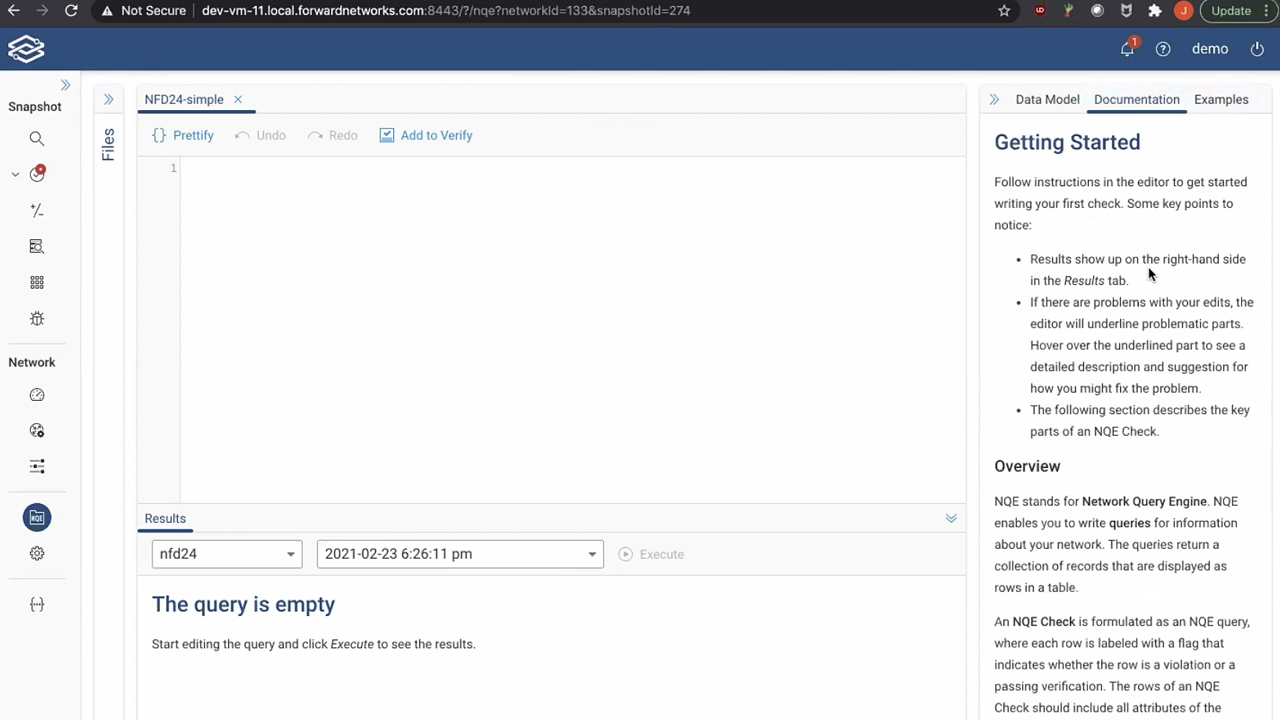 Not Secure dev-vm-11.local.forwardnetworks.com:8443/?/nqe?networkId=133&snapshotId=274
J
Update
1
demo
Snapshot
Network
NQE
Files
NFD24-simple
Prettify Undo Redo Add to Verify
1
Results
nfd24 2021-02-23 6:26:11 pm Execute
The query is empty
Start editing the query and click Execute to see the results.
Data Model Documentation Examples
Getting Started
Follow instructions in the editor to get started
writing your first check. Some key points to
notice:
• Results show up on the right-hand side
in the Results tab.
• If there are problems with your edits, the
editor will underline problematic parts.
Hover over the underlined part to see a
detailed description and suggestion for
how you might fix the problem.
• The following section describes the key
parts of an NQE Check.
Overview
NQE stands for Network Query Engine. NQE
enables you to write queries for information
about your network. The queries return a
collection of records that are displayed as
rows in a table.
An NQE Check is formulated as an NQE query,
where each row is labeled with a flag that
indicates whether the row is a violation or a
passing verification. The rows of an NQE
Check should include all attributes of the